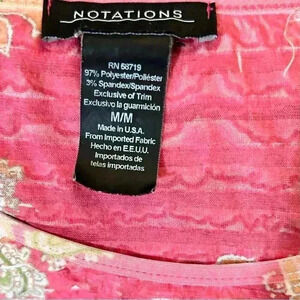 NOTATIONS
RN 68719
97% Polyester/Poliéster
3% Spandex/Spandex
Exclusive of Trim
Exclusivo la guarnición
M/M
Made in U.S.A.
From Imported Fabric
Hecho en E.E.U.U.
Importados de
telas importadas